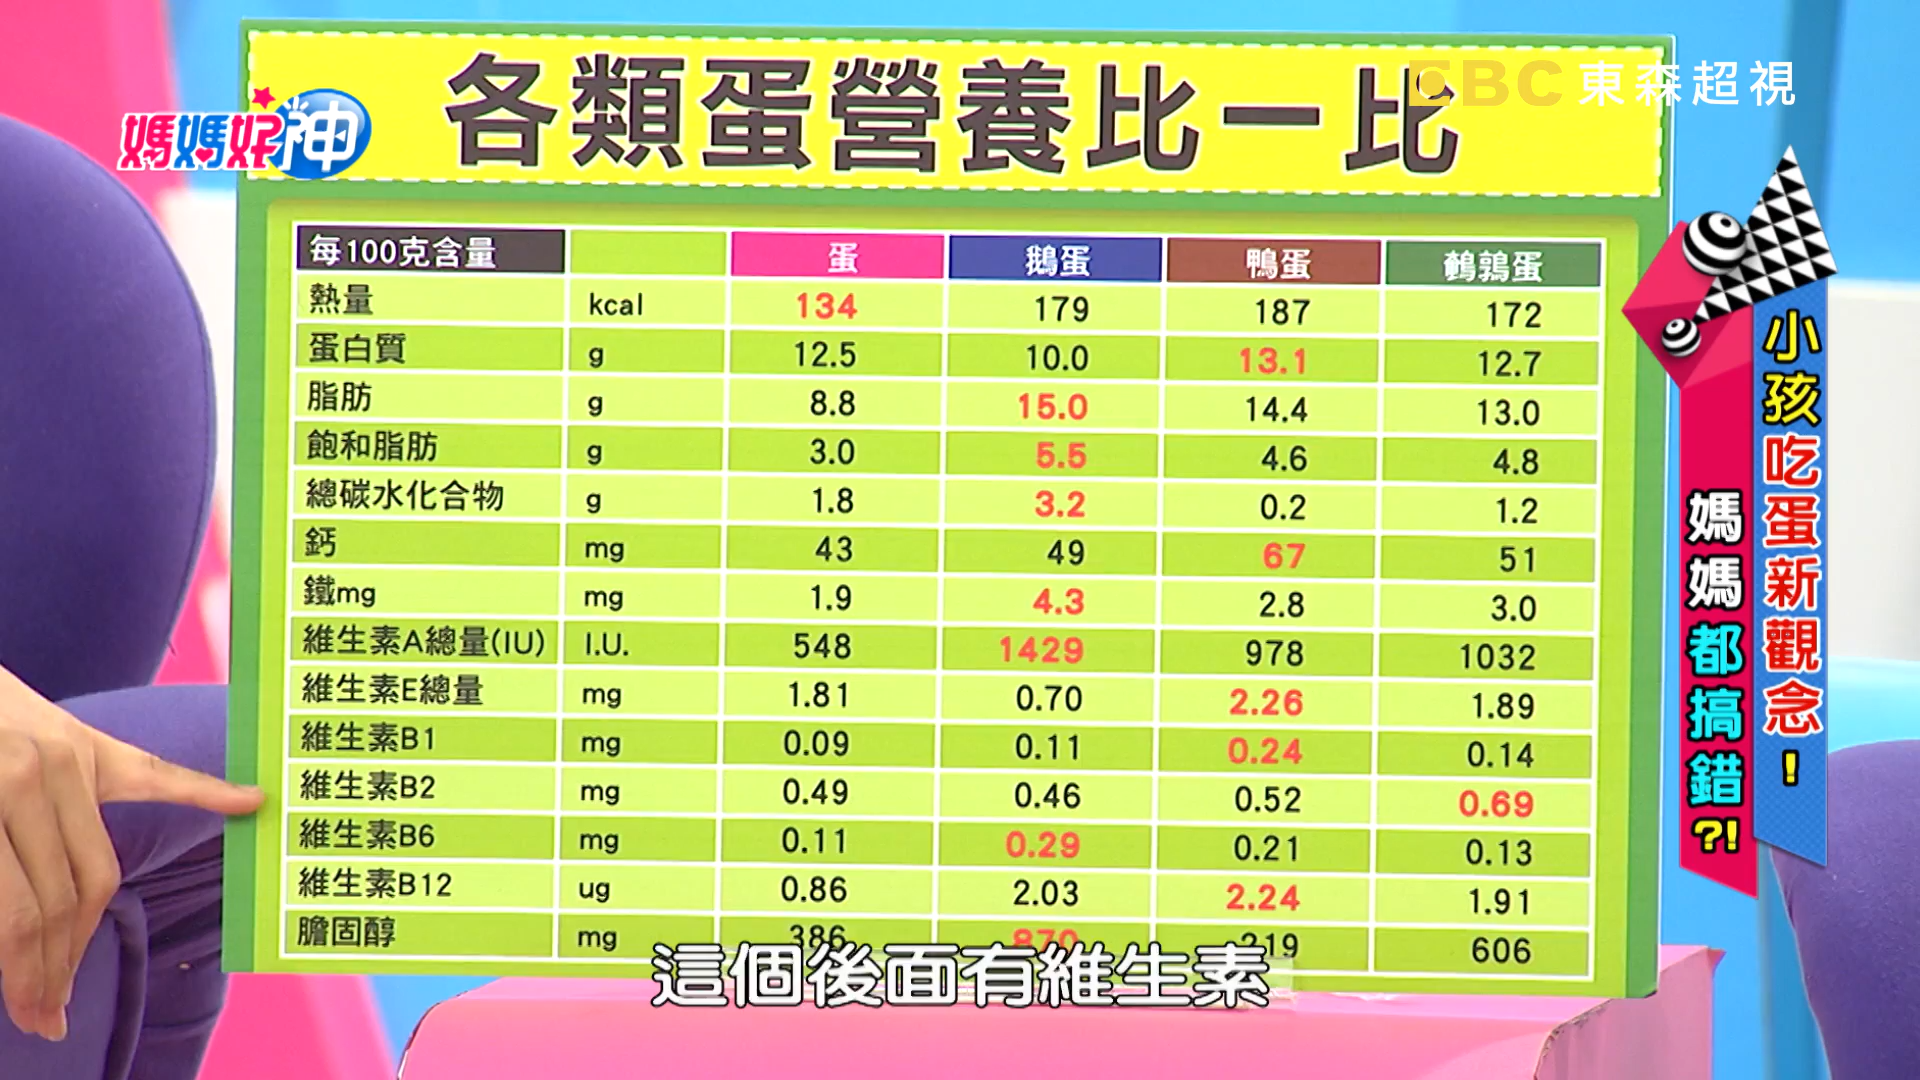 各類蛋營養比一比
EBC 東森超視
媽媽好神
每100克含量 蛋 鵝蛋 鴨蛋 鵪鶉蛋
熱量 kcal 134 179 187 172
蛋白質 g 12.5 10.0 13.1 12.7
脂肪 g 8.8 15.0 14.4 13.0
飽和脂肪 g 3.0 5.5 4.6 4.8
總碳水化合物 g 1.8 3.2 0.2 1.2
鈣 mg 43 49 67 51
鐵mg mg 1.9 4.3 2.8 3.0
維生素A總量(IU) I.U. 548 1429 978 1032
維生素E總量 mg 1.81 0.70 2.26 1.89
維生素B1 mg 0.09 0.11 0.24 0.14
維生素B2 mg 0.49 0.46 0.52 0.69
維生素B6 mg 0.11 0.29 0.21 0.13
維生素B12 ug 0.86 2.03 2.24 1.91
膽固醇 mg 386 870 219 606
小孩吃蛋新觀念！
媽媽都搞錯?!
這個後面有維生素